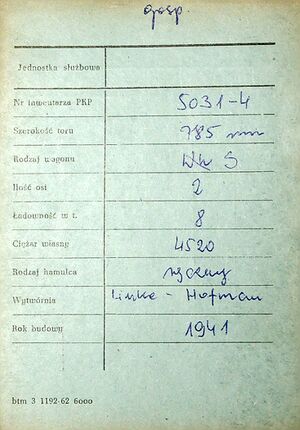 gosp.
Jednostka służbowa
Nr inwentarza PKP 5031-4
Szerokość toru 785 mm
Rodzaj wagonu Wk S
Ilość osi 2
Ładowność w t. 8
Ciężar własny 4520
Rodzaj hamulca ręczny
Wytwórnia Linke - Hofman
Rok budowy 1941
btm 3 1192-62 6000